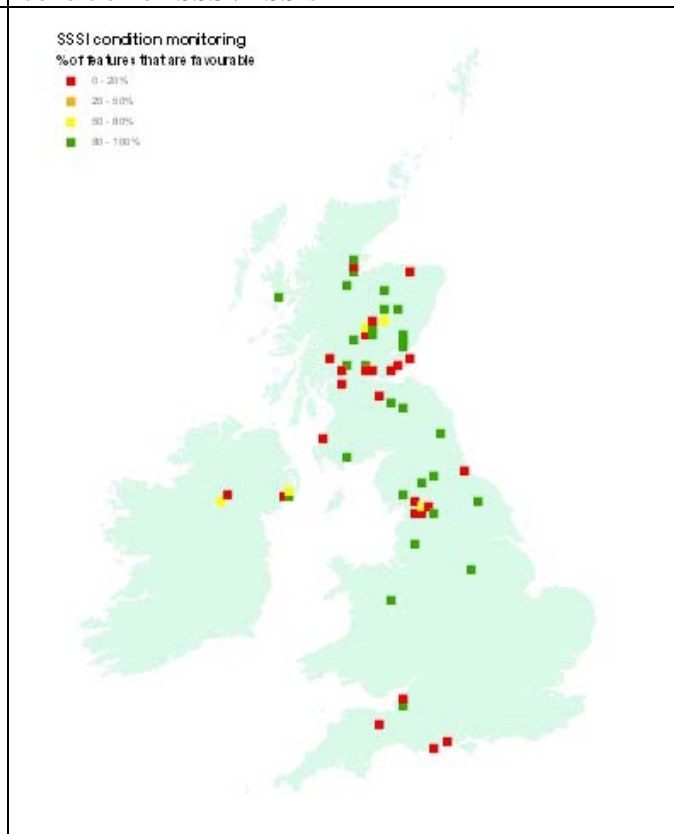 SSSI condition monitoring
% of features that are favourable
0 - 20%
20 - 50%
50 - 80%
80 - 100%